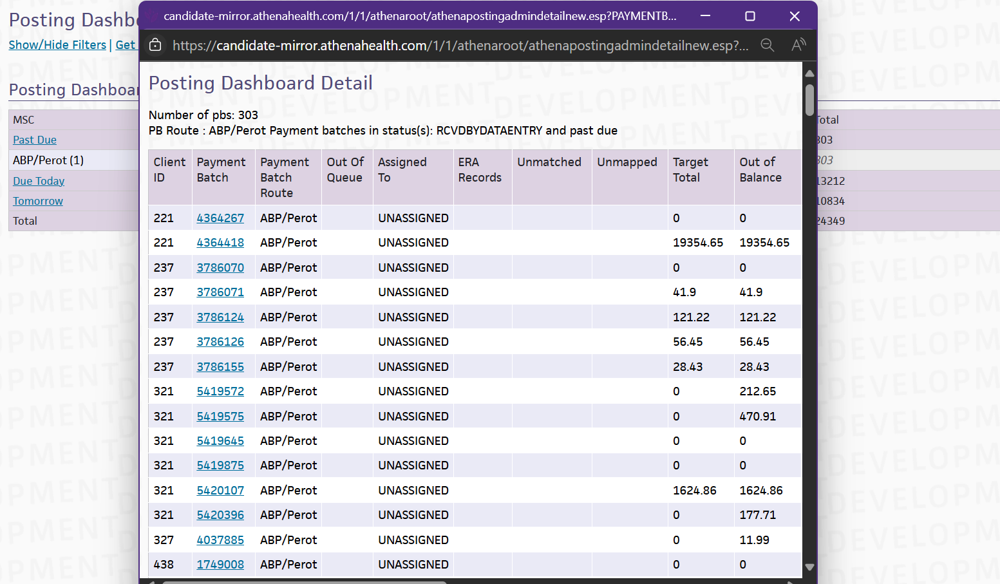 Posting Dashb
Show/Hide Filters | Get
Posting Dashboar
MSC
Past Due
ABP/Perot (1)
Due Today
Tomorrow
Total
candidate-mirror.athenahealth.com/1/1/athenaroot/athenapostingadmindetailnew.esp?PAYMENTB...
https://candidate-mirror.athenahealth.com/1/1/athenaroot/athenapostingadmindetailnew.esp?...
Posting Dashboard Detail
Number of pbs: 303
PB Route : ABP/Perot Payment batches in status(s): RCVDBYDATAENTRY and past due
Client ID Payment Batch Payment Batch Route Out Of Queue Assigned To ERA Records Unmatched Unmapped Target Total Out of Balance
221 4364267 ABP/Perot UNASSIGNED 0 0
221 4364418 ABP/Perot UNASSIGNED 19354.65 19354.65
237 3786070 ABP/Perot UNASSIGNED 0 0
237 3786071 ABP/Perot UNASSIGNED 41.9 41.9
237 3786124 ABP/Perot UNASSIGNED 121.22 121.22
237 3786126 ABP/Perot UNASSIGNED 56.45 56.45
237 3786155 ABP/Perot UNASSIGNED 28.43 28.43
321 5419572 ABP/Perot UNASSIGNED 0 212.65
321 5419575 ABP/Perot UNASSIGNED 0 470.91
321 5419645 ABP/Perot UNASSIGNED 0 0
321 5419875 ABP/Perot UNASSIGNED 0 0
321 5420107 ABP/Perot UNASSIGNED 1624.86 1624.86
321 5420396 ABP/Perot UNASSIGNED 0 177.71
327 4037885 ABP/Perot UNASSIGNED 0 11.99
438 1749008 ABP/Perot UNASSIGNED 0 0
Total
303
303
13212
10834
24349
DEVELOPMENT